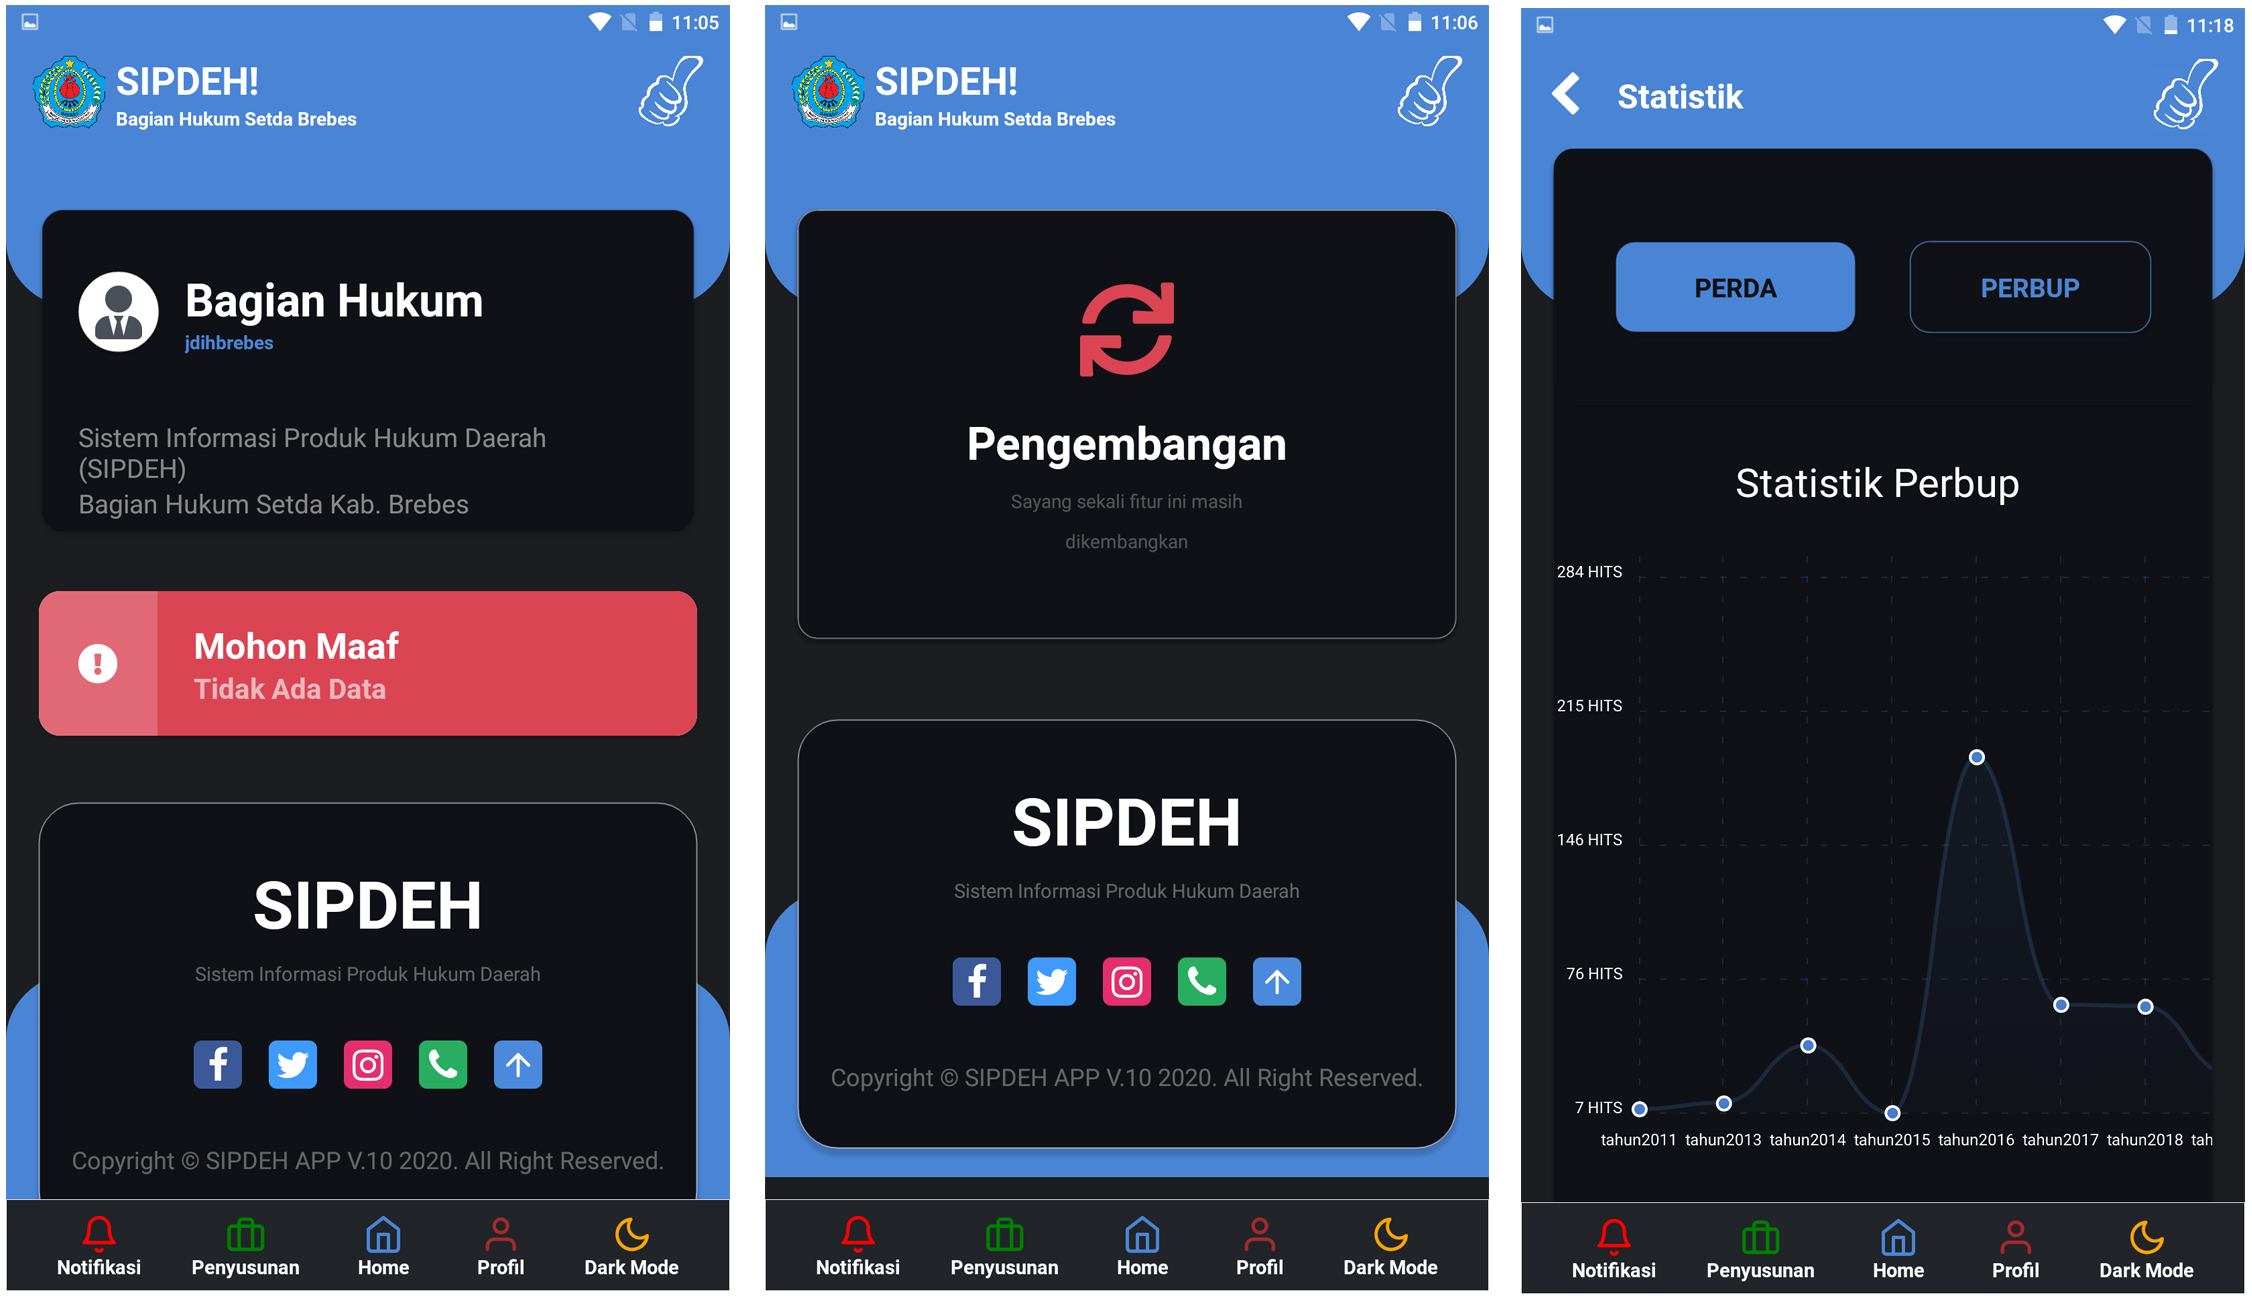 11:05
SIPDEH!
Bagian Hukum Setda Brebes
Bagian Hukum
jdihbrebes
Sistem Informasi Produk Hukum Daerah
(SIPDEH)
Bagian Hukum Setda Kab. Brebes
Mohon Maaf
Tidak Ada Data
SIPDEH
Sistem Informasi Produk Hukum Daerah
Copyright © SIPDEH APP V.10 2020. All Right Reserved.
Notifikasi Penyusunan Home Profil Dark Mode
11:06
SIPDEH!
Bagian Hukum Setda Brebes
Pengembangan
Sayang sekali fitur ini masih
dikembangkan
SIPDEH
Sistem Informasi Produk Hukum Daerah
Copyright © SIPDEH APP V.10 2020. All Right Reserved.
Notifikasi Penyusunan Home Profil Dark Mode
11:18
Statistik
PERDA PERBUP
Statistik Perbup
284 HITS
215 HITS
146 HITS
76 HITS
7 HITS
tahun2011 tahun2013 tahun2014 tahun2015 tahun2016 tahun2017 tahun2018 tah
Notifikasi Penyusunan Home Profil Dark Mode